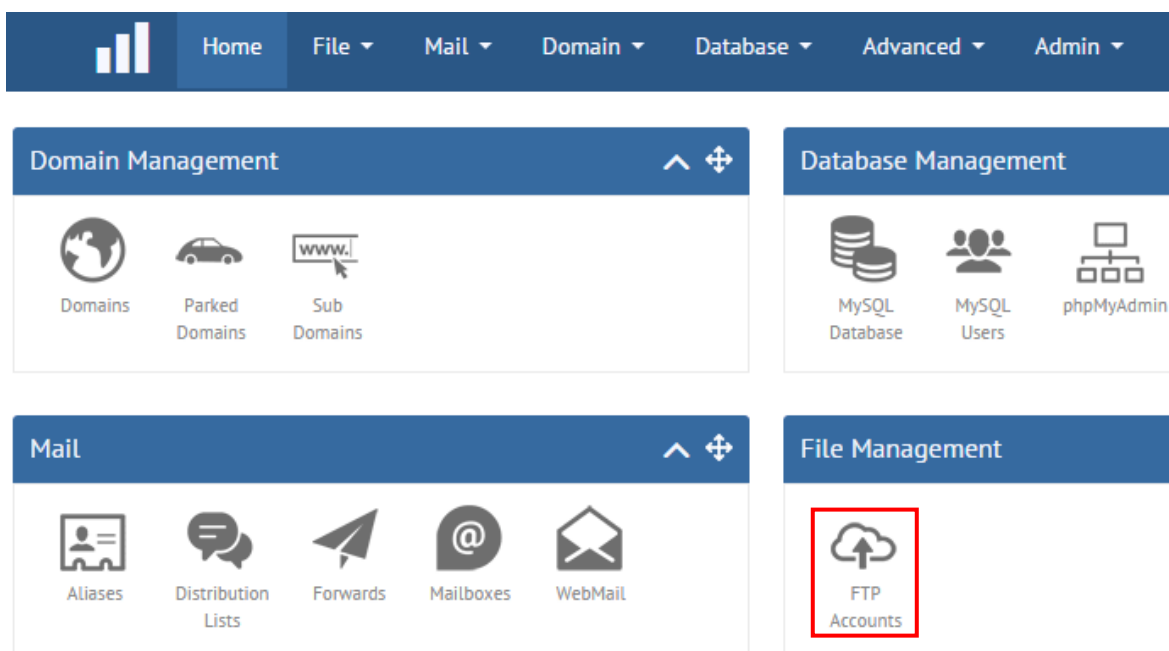 Home File Mail Domain Database Advanced Admin
Domain Management
Database Management
www.
Domains
Parked
Domains
Sub
Domains
MySQL
Database
MySQL
Users
phpMyAdmin
Mail
File Management
@
Aliases
Distribution
Lists
Forwards
Mailboxes
WebMail
FTP
Accounts